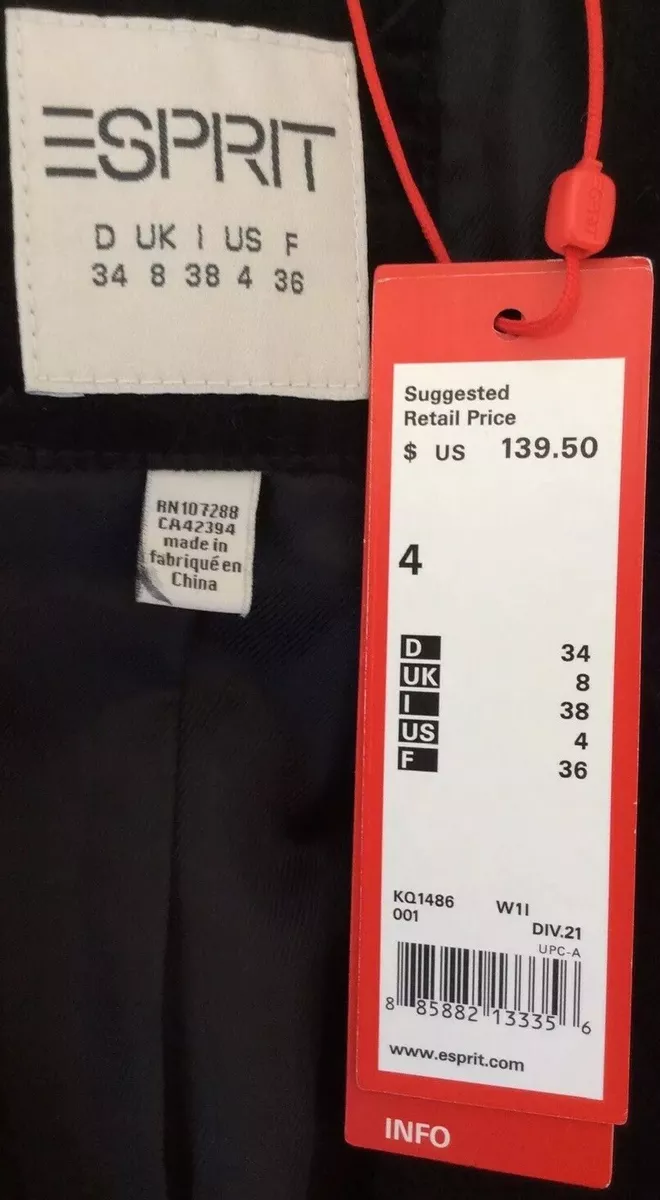 ESPRIT
D UK I US F
34 8 38 4 36
RN107288
CA42394
made in
fabriqué en
China
Suggested
Retail Price
$ US 139.50
4
D 34
UK 8
I 38
US 4
F 36
KQ1486 W1I
001 DIV.21
UPC-A
8 85882 13335 6
www.esprit.com
INFO